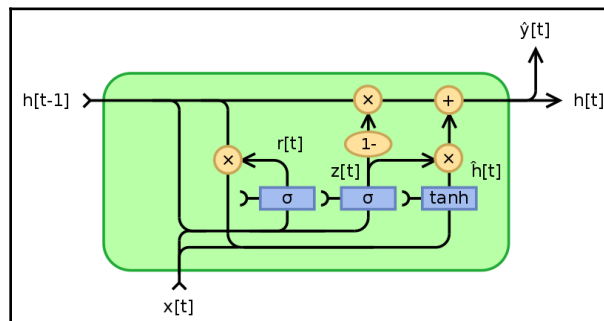 ŷ[t]
h[t-1]
×
+
h[t]
1-
r[t]
×
z[t]
×
ĥ[t]
σ
σ
tanh
x[t]